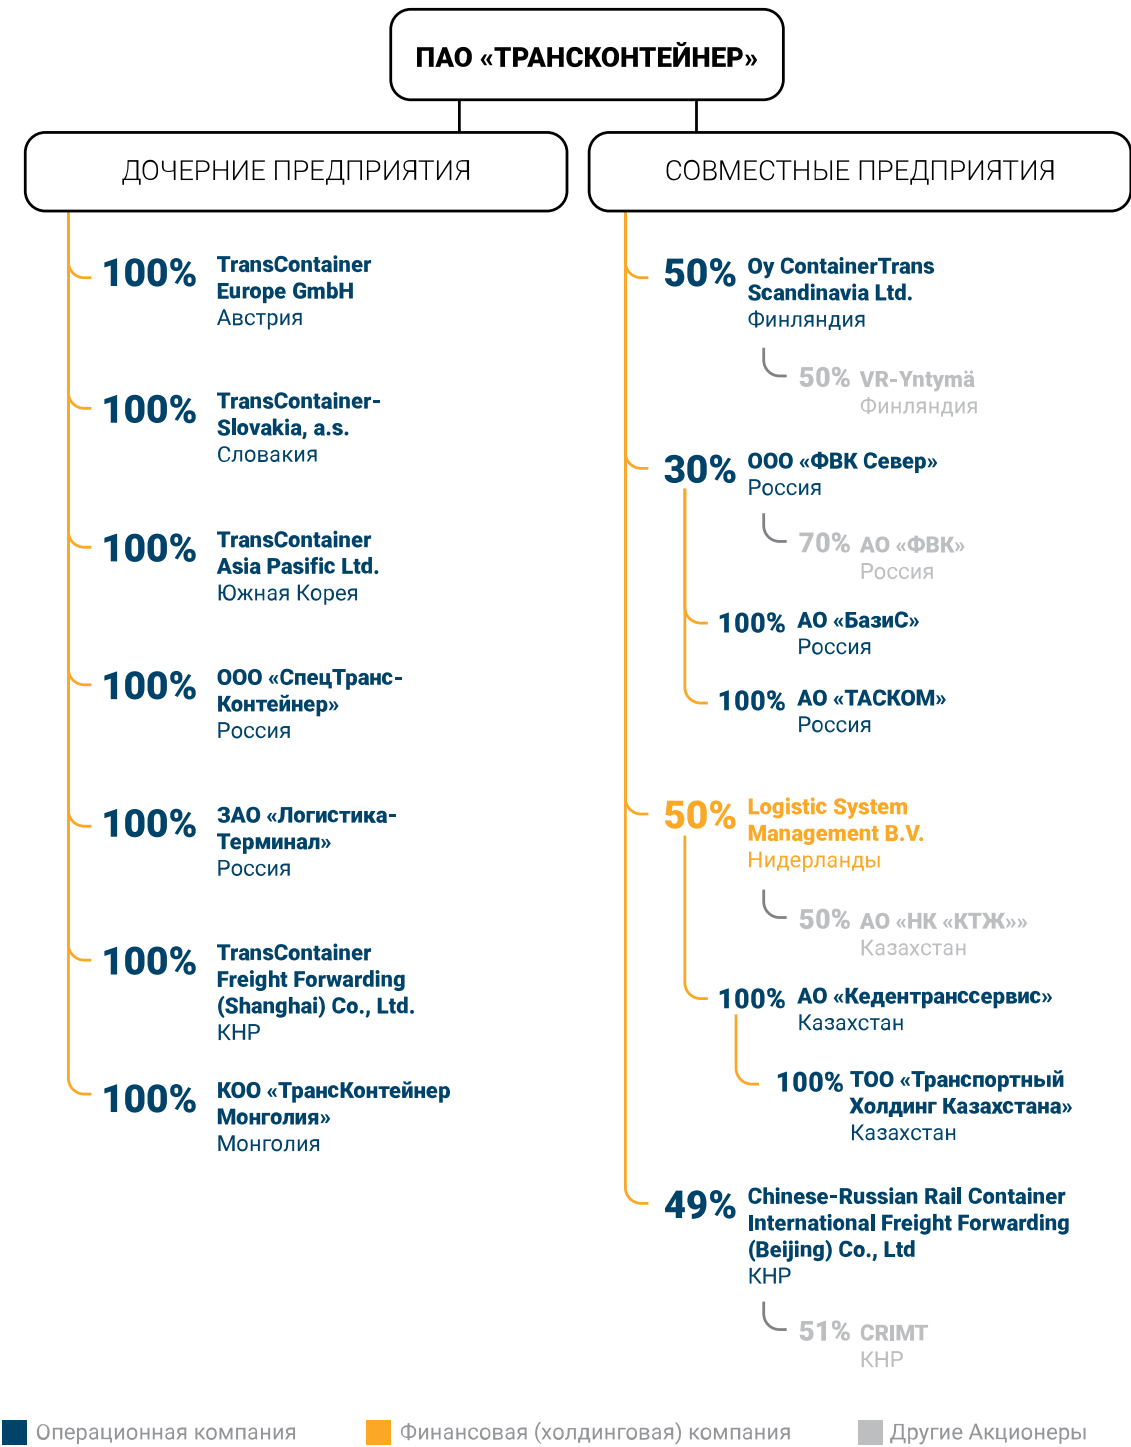 ПАО «ТРАНСКОНТЕЙНЕР»
ДОЧЕРНИЕ ПРЕДПРИЯТИЯ
100% TransContainer
Europe GmbH
Австрия
100% TransContainer-
Slovakia, a.s.
Словакия
100% TransContainer
Asia Pasific Ltd.
Южная Корея
100% ООО «СпецТранс-
Контейнер»
Россия
100% ЗАО «Логистика-
Терминал»
Россия
100% TransContainer
Freight Forwarding
(Shanghai) Co., Ltd.
КНР
100% КОО «ТрансКонтейнер
Монголия»
Монголия
СОВМЕСТНЫЕ ПРЕДПРИЯТИЯ
50% Oy ContainerTrans
Scandinavia Ltd.
Финляндия
50% VR-Yntymä
Финляндия
30% ООО «ФВК Север»
Россия
70% АО «ФВК»
Россия
100% АО «БазиС»
Россия
100% АО «ТАСКОМ»
Россия
50% Logistic System
Management B.V.
Нидерланды
50% АО «НК «КТЖ»»
Казахстан
100% АО «Кедентранссервис»
Казахстан
100% ТОО «Транспортный
Холдинг Казахстана»
Казахстан
49% Chinese-Russian Rail Container
International Freight Forwarding
(Beijing) Co., Ltd
КНР
51% CRIMT
КНР
Операционная компания
Финансовая (холдинговая) компания
Другие Акционеры